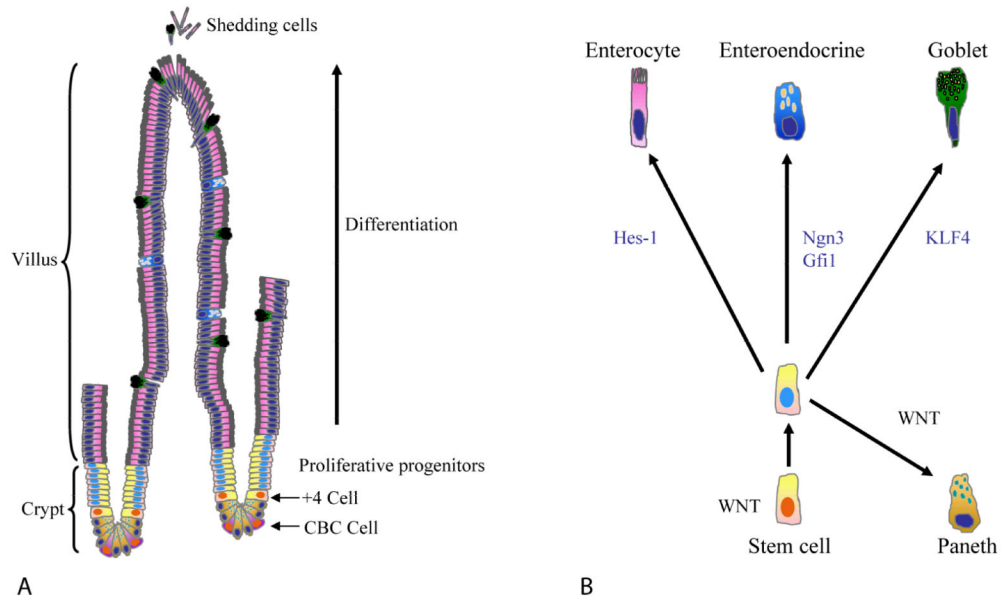 Shedding cells
Villus
Differentiation
Proliferative progenitors
Crypt
+4 Cell
CBC Cell
A
Enterocyte
Enteroendocrine
Goblet
Hes-1
Ngn3
Gfi1
KLF4
WNT
WNT
Stem cell
Paneth
B